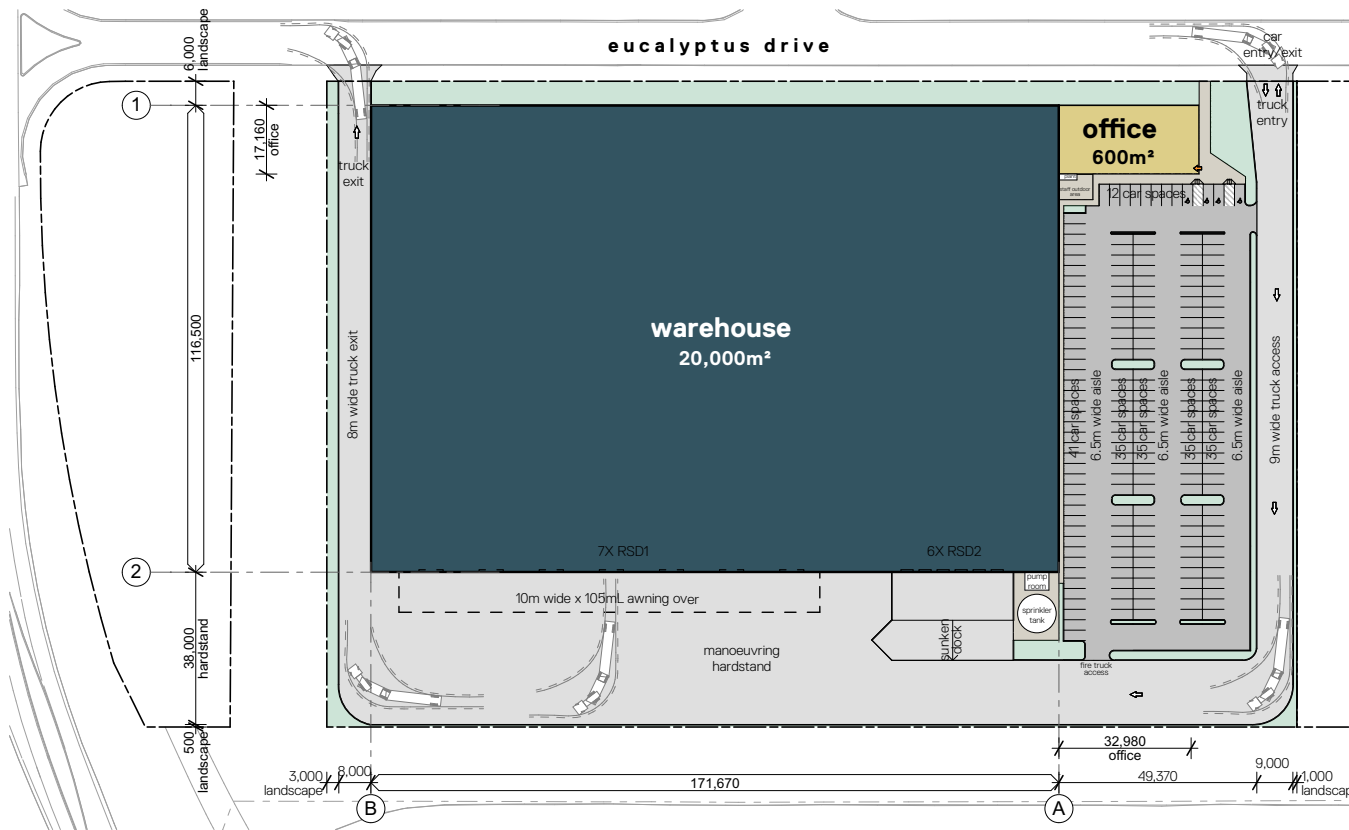 eucalyptus drive
car
entry/exit
6,000
landscape
1
17,160
office
truck
exit
office
600m²
truck
entry
plant
staff outdoor
area
12 car spaces
116,500
8m wide truck exit
warehouse
20,000m²
41 car spaces
6.5m wide aisle
35 car spaces
35 car spaces
6.5m wide aisle
35 car spaces
35 car spaces
6.5m wide aisle
9m wide truck access
7X RSD1
6X RSD2
2
10m wide x 105mL awning over
pump
room
sprinkler
tank
sunken
dock
manoeuvring
hardstand
fire truck
access
38,000
hardstand
500
landscape
32,980
office
3,000
landscape
8,000
171,670
49,370
9,000
1,000
landscap
B
A